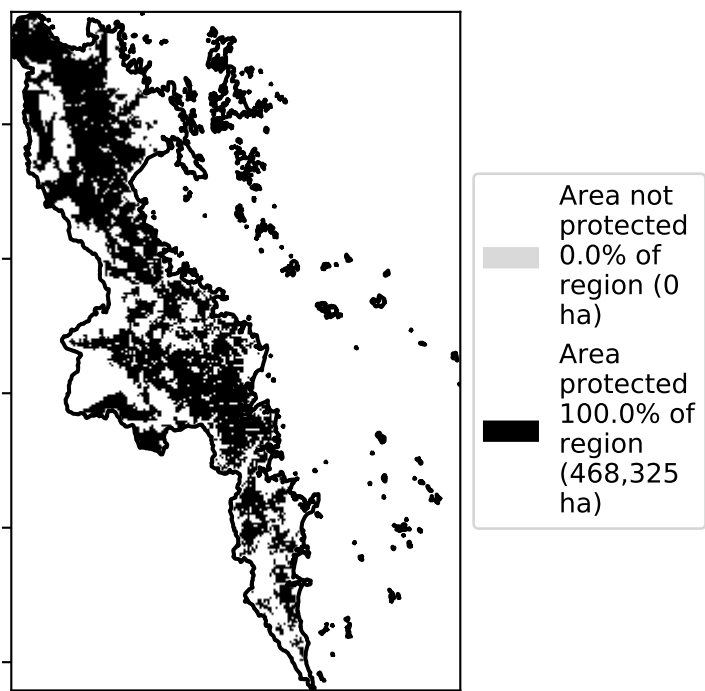 Area not
protected
0.0% of
region (0
ha)
Area
protected
100.0% of
region
(468,325
ha)